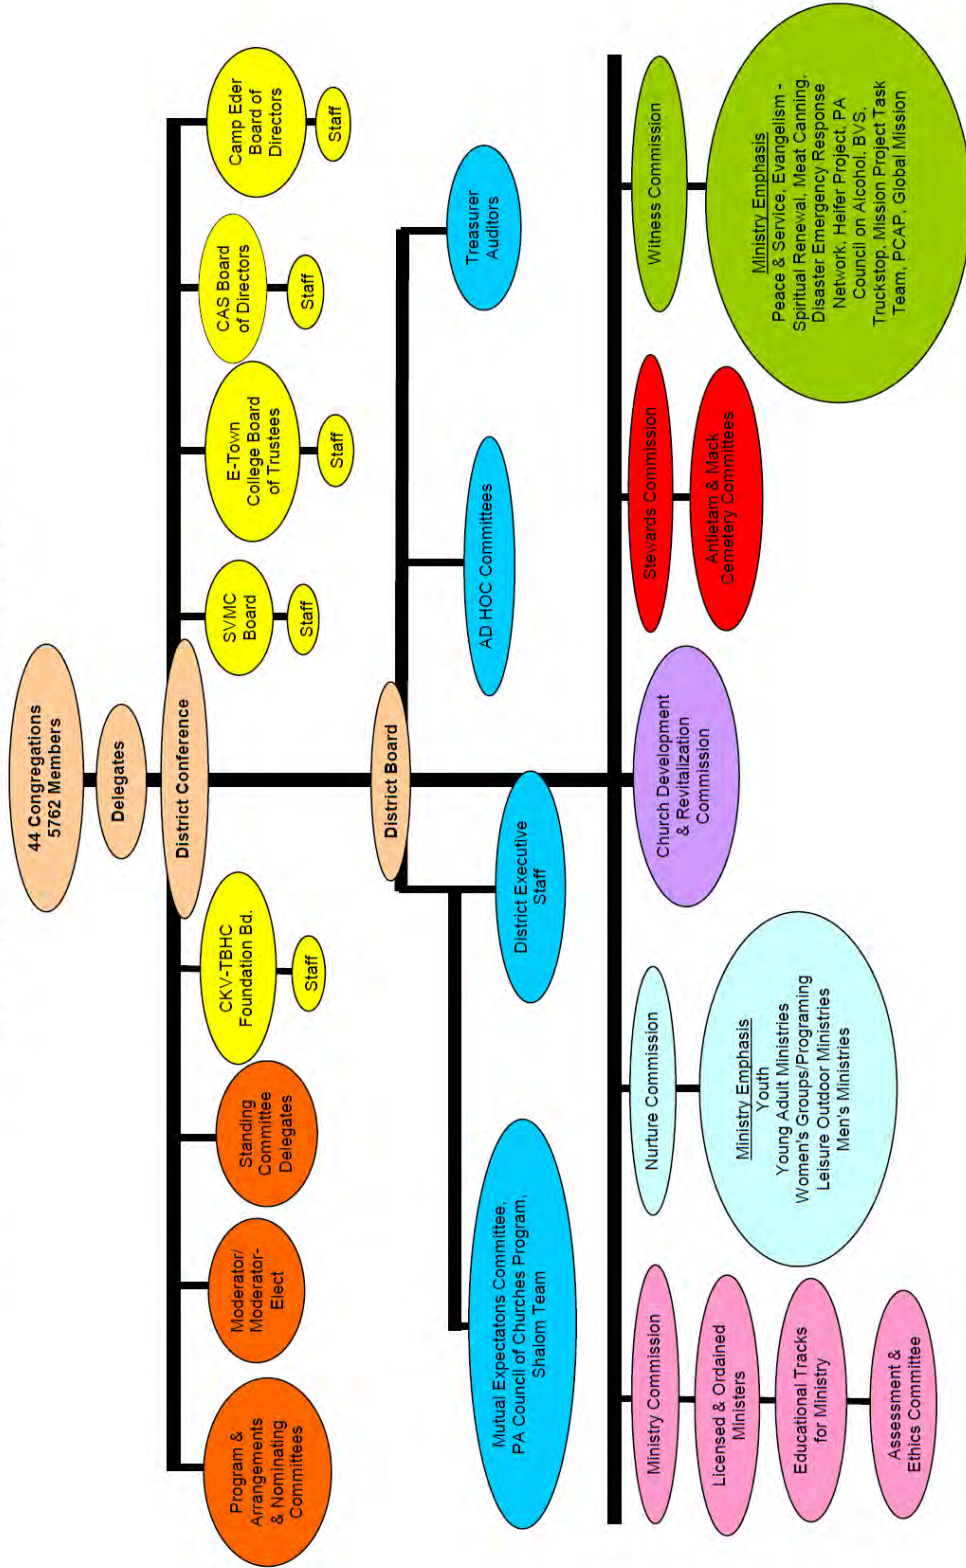 44 Congregations
5762 Members
Delegates
District Conference
Program &
Arrangements
& Nominating
Committees
Moderator/
Moderator-
Elect
Standing
Committee
Delegates
CKV-TBHC
Foundation Bd.
Staff
SVMC
Board
Staff
E-Town
College Board
of Trustees
Staff
CAS Board
of Directors
Staff
Camp Eder
Board of
Directors
Staff
District Board
Mutual Expectatons Committee,
PA Council of Churches Program,
Shalom Team
District Executive
Staff
AD HOC Committees
Treasurer
Auditors
Ministry Commission
Licensed & Ordained
Ministers
Educational Tracks
for Ministry
Assessment &
Ethics Committee
Nurture Commission
Ministry Emphasis
Youth
Young Adult Ministries
Women's Groups/Programing
Leisure Outdoor Ministries
Men's Ministries
Church Development
& Revitalization
Commission
Stewards Commission
Antietam & Mack
Cemetery Committees
Witness Commission
Ministry Emphasis
Peace & Service, Evangelism -
Spiritual Renewal, Meat Canning,
Disaster Emergency Response
Network, Heifer Project, PA
Council on Alcohol, BVS,
Truckstop, Mission Project Task
Team, PCAP, Global Mission